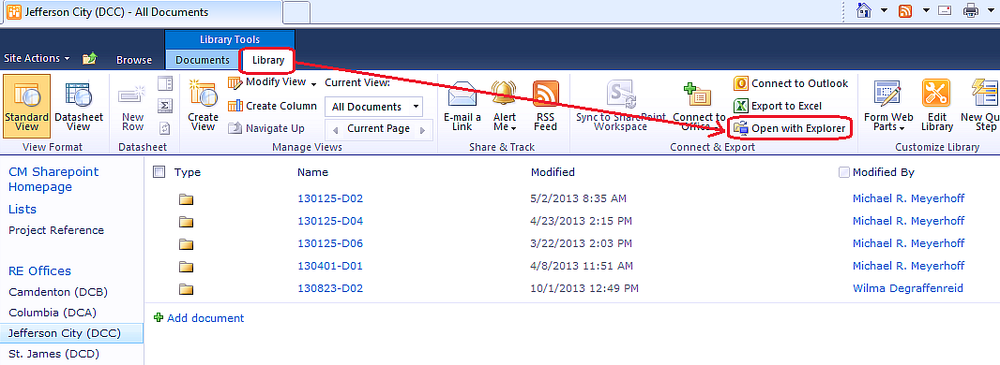 Jefferson City (DCC) - All Documents
Library Tools
Site Actions Browse Documents Library
Standard View
Datasheet View
New Row
Create View
Modify View
Create Column
Navigate Up
Current View:
All Documents
Current Page
E-mail a Link
Alert Me
RSS Feed
Sync to SharePoint Workspace
Connect to Office
Connect to Outlook
Export to Excel
Open with Explorer
Form Web Parts
Edit Library
New Qu
Step
View Format Datasheet Manage Views Share & Track Connect & Export Customize Library
CM Sharepoint
Homepage
Lists
Project Reference
RE Offices
Camdenton (DCB)
Columbia (DCA)
Jefferson City (DCC)
St. James (DCD)
Type Name Modified Modified By
130125-D02 5/2/2013 8:35 AM Michael R. Meyerhoff
130125-D04 4/23/2013 2:15 PM Michael R. Meyerhoff
130125-D06 3/22/2013 2:03 PM Michael R. Meyerhoff
130401-D01 4/8/2013 11:51 AM Michael R. Meyerhoff
130823-D02 10/1/2013 12:49 PM Wilma Degraffenreid
Add document